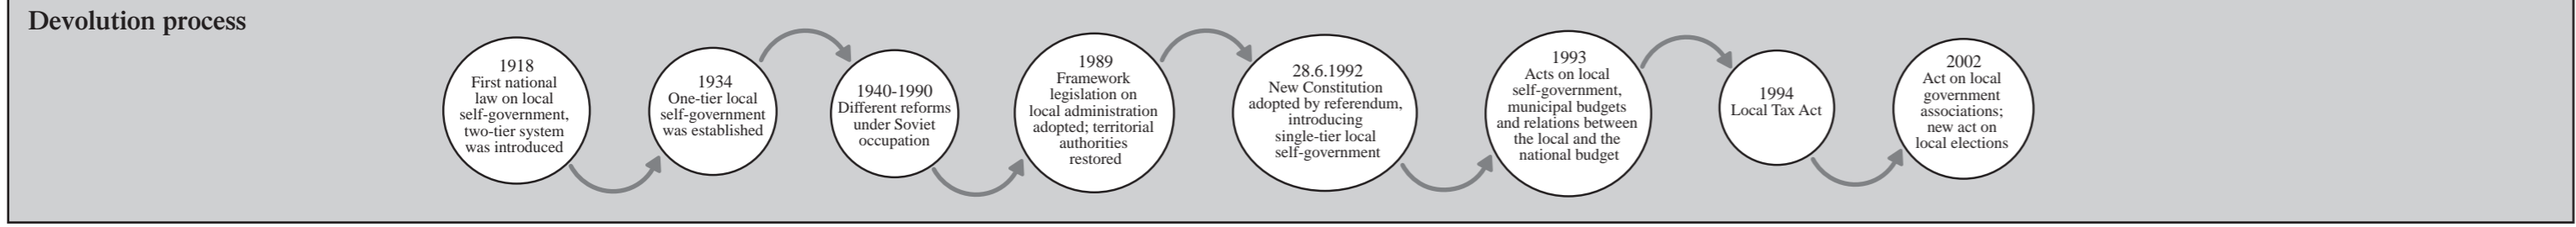 Devolution process
1918
First national
law on local
self-government,
two-tier system
was introduced
1934
One-tier local
self-government
was established
1940-1990
Different reforms
under Soviet
occupation
1989
Framework
legislation on
local administration
adopted; territorial
authorities
restored
28.6.1992
New Constitution
adopted by referendum,
introducing
single-tier local
self-government
1993
Acts on local
self-government,
municipal budgets
and relations between
the local and the
national budget
1994
Local Tax Act
2002
Act on local
government
associations;
new act on
local elections